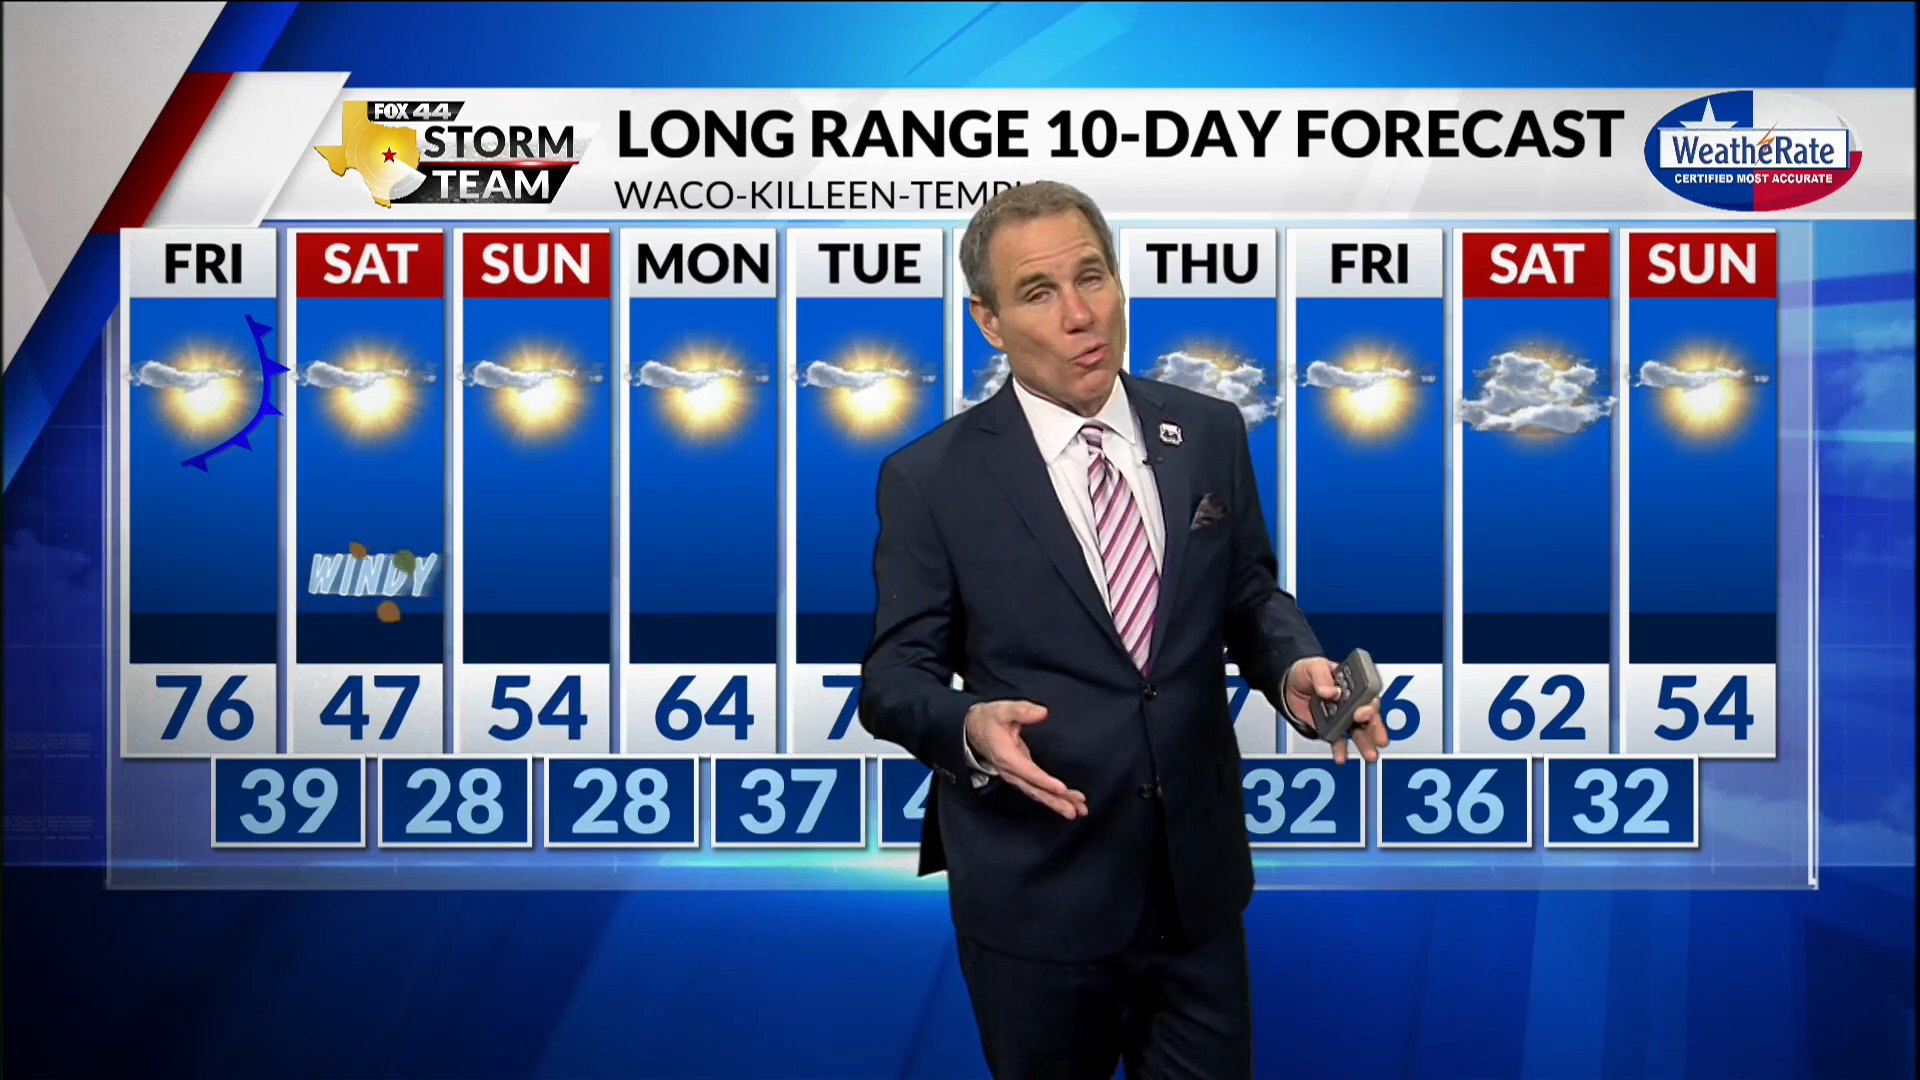 FOX 44
STORM
TEAM
LONG RANGE 10-DAY FORECAST
WACO-KILLEEN-
WeatheRate
CERTIFIED MOST ACCURATE
FRI SAT SUN MON TUE THU FRI SAT SUN
WINDY
76 47 54 64 62 54
39 28 28 37 32 36 32